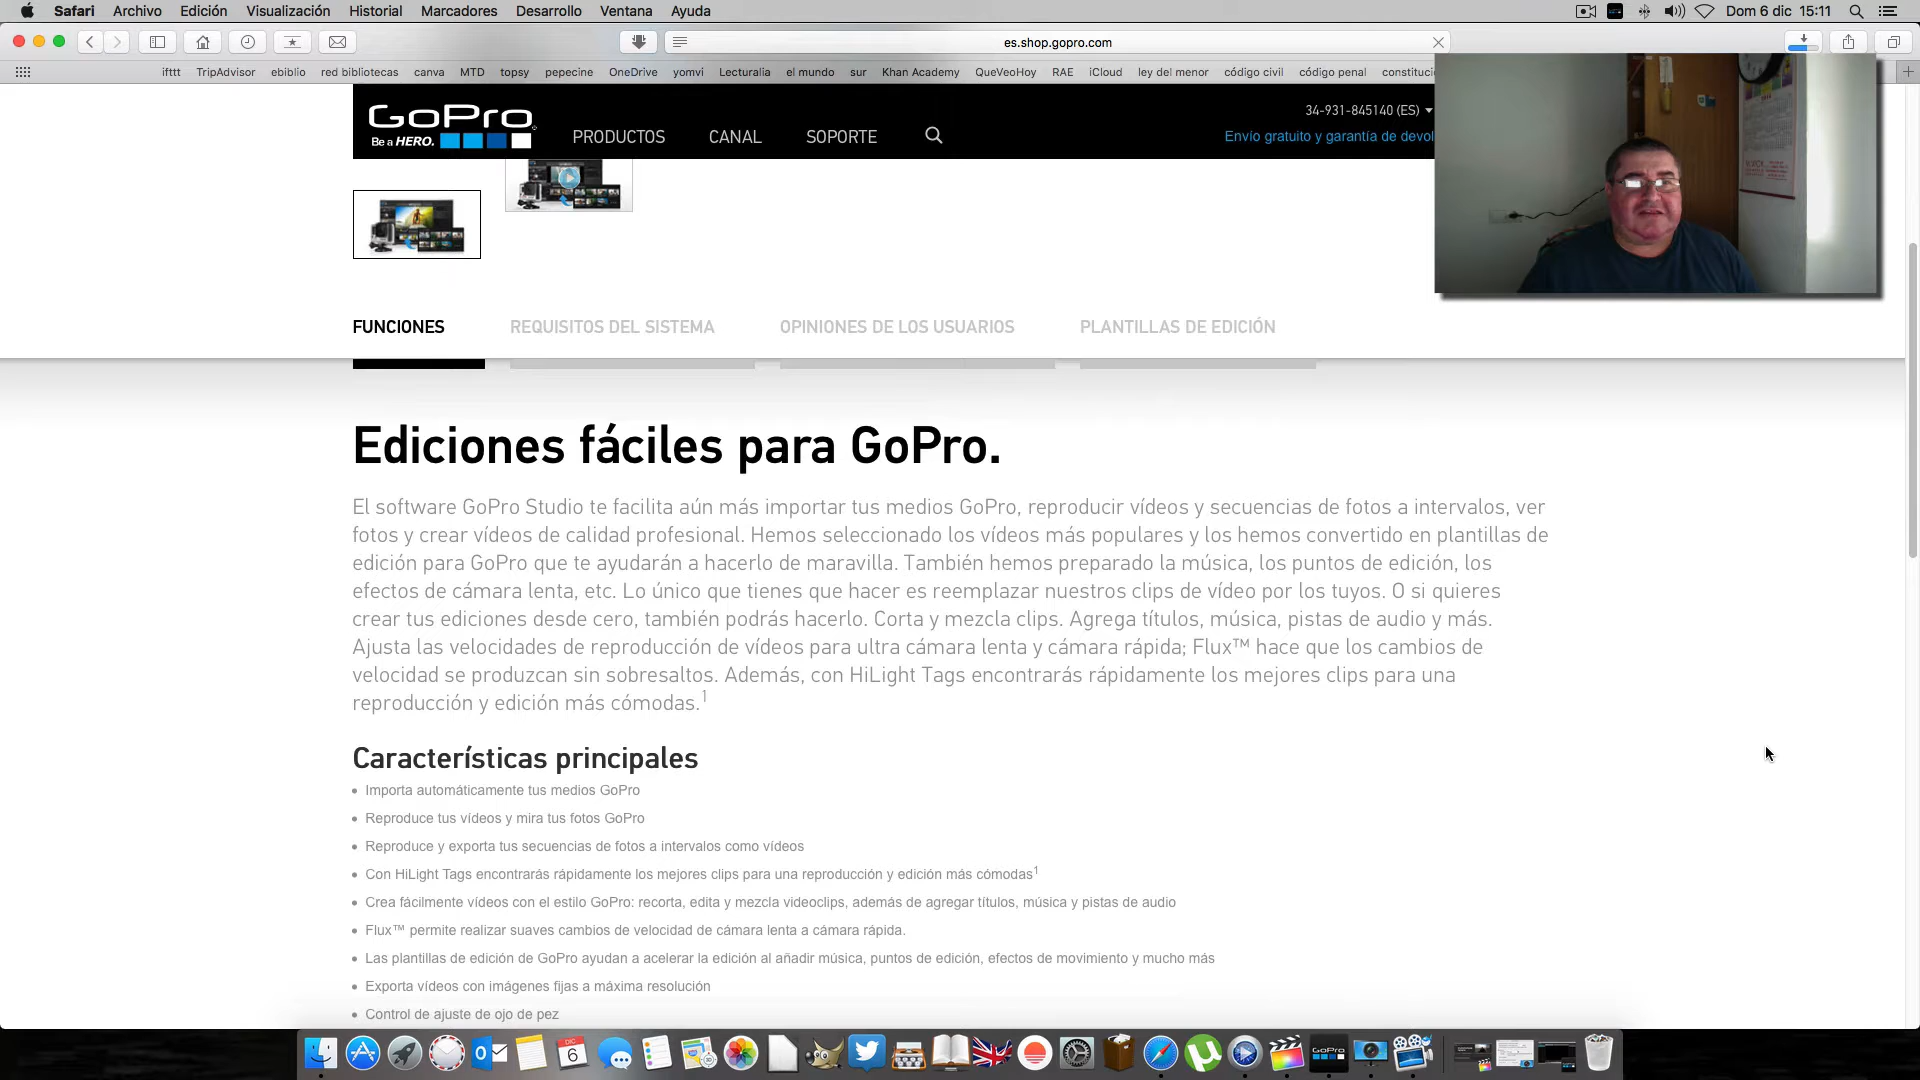 Safari Archivo Edición Visualización Historial Marcadores Desarrollo Ventana Ayuda Dom 6 dic 15:11
es.shop.gopro.com
ifttt TripAdvisor ebiblio red bibliotecas canva MTD topsy pepecine OneDrive yomvi Lecturalia el mundo sur Khan Academy QueVeoHoy RAE iCloud ley del menor código civil código penal constituci
GoPro
Be a HERO.
PRODUCTOS CANAL SOPORTE
34-931-845140 (ES)
Envío gratuito y garantía de devol
FUNCIONES REQUISITOS DEL SISTEMA OPINIONES DE LOS USUARIOS PLANTILLAS DE EDICIÓN
Ediciones fáciles para GoPro.
El software GoPro Studio te facilita aún más importar tus medios GoPro, reproducir vídeos y secuencias de fotos a intervalos, ver
fotos y crear vídeos de calidad profesional. Hemos seleccionado los vídeos más populares y los hemos convertido en plantillas de
edición para GoPro que te ayudarán a hacerlo de maravilla. También hemos preparado la música, los puntos de edición, los
efectos de cámara lenta, etc. Lo único que tienes que hacer es reemplazar nuestros clips de vídeo por los tuyos. O si quieres
crear tus ediciones desde cero, también podrás hacerlo. Corta y mezcla clips. Agrega títulos, música, pistas de audio y más.
Ajusta las velocidades de reproducción de vídeos para ultra cámara lenta y cámara rápida; Flux™ hace que los cambios de
velocidad se produzcan sin sobresaltos. Además, con HiLight Tags encontrarás rápidamente los mejores clips para una
reproducción y edición más cómodas.1
Características principales
• Importa automáticamente tus medios GoPro
• Reproduce tus vídeos y mira tus fotos GoPro
• Reproduce y exporta tus secuencias de fotos a intervalos como vídeos
• Con HiLight Tags encontrarás rápidamente los mejores clips para una reproducción y edición más cómodas1
• Crea fácilmente vídeos con el estilo GoPro: recorta, edita y mezcla videoclips, además de agregar títulos, música y pistas de audio
• Flux™ permite realizar suaves cambios de velocidad de cámara lenta a cámara rápida.
• Las plantillas de edición de GoPro ayudan a acelerar la edición al añadir música, puntos de edición, efectos de movimiento y mucho más
• Exporta vídeos con imágenes fijas a máxima resolución
• Control de ajuste de ojo de pez
DIC
6
GoPro